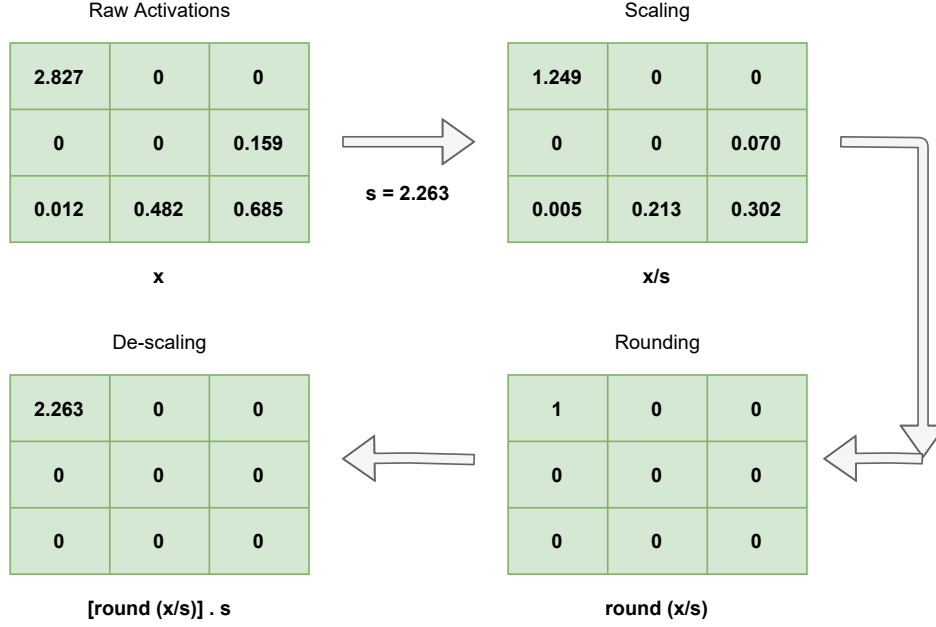 Raw Activations
2.827 0 0
0 0 0.159
0.012 0.482 0.685
x
s = 2.263
Scaling
1.249 0 0
0 0 0.070
0.005 0.213 0.302
x/s
Rounding
1 0 0
0 0 0
0 0 0
round (x/s)
De-scaling
2.263 0 0
0 0 0
0 0 0
[round (x/s)] . s